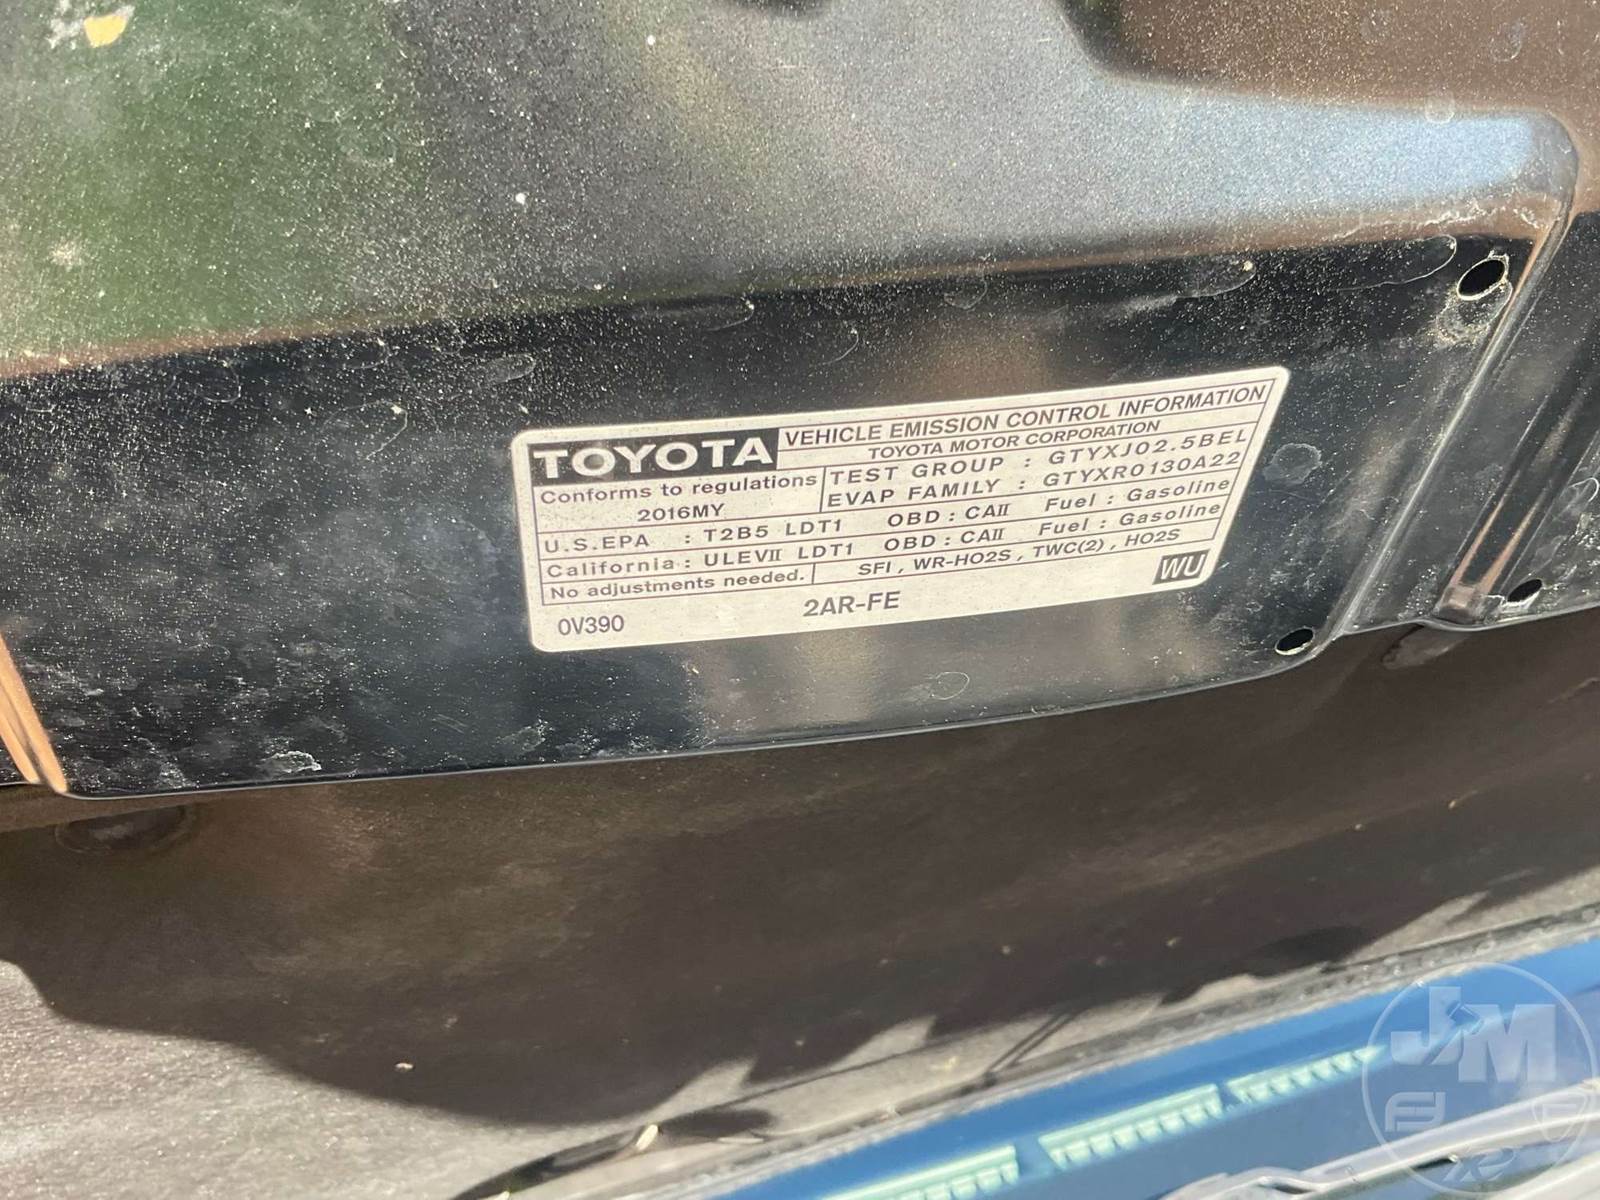 TOYOTA
VEHICLE EMISSION CONTROL INFORMATION
TOYOTA MOTOR CORPORATION
Conforms to regulations
2016MY
TEST GROUP : GTYXJ02.5BEL
EVAP FAMILY : GTYXR0130A22
U.S.EPA : T2B5 LDT1 OBD : CAII Fuel : Gasoline
California : ULEVII LDT1 OBD : CAII Fuel : Gasoline
No adjustments needed. SFI , WR-HO2S , TWC(2) , HO2S
WU
0V390 2AR-FE
J M